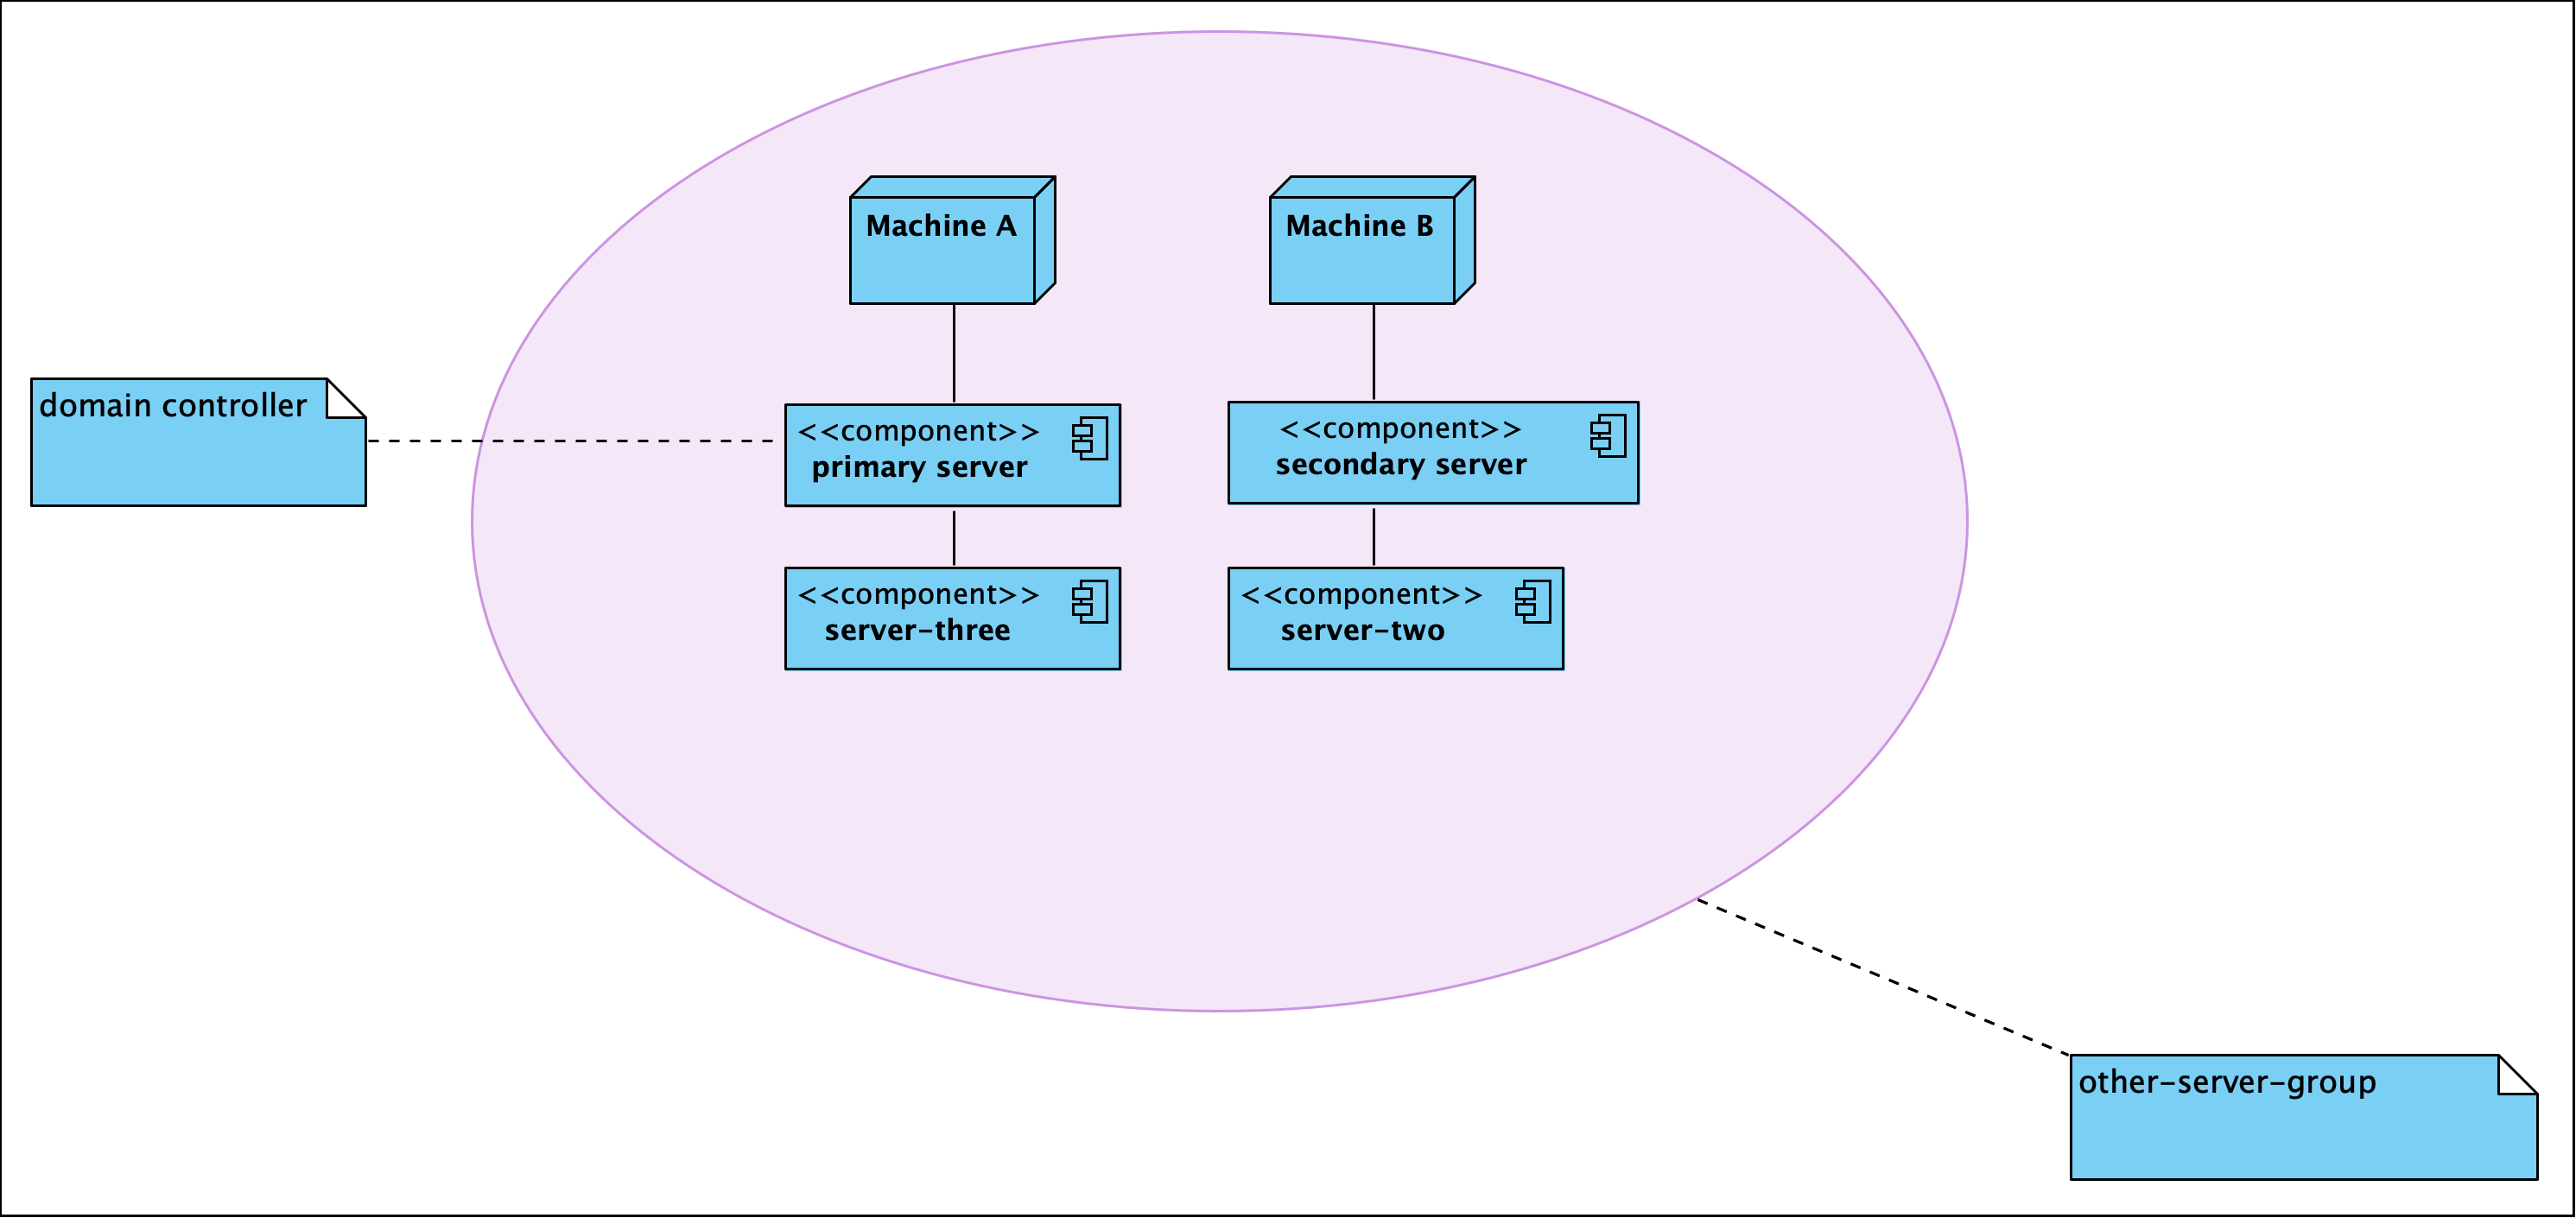 Machine A
Machine B
domain controller
<<component>>
primary server
<<component>>
secondary server
<<component>>
server-three
<<component>>
server-two
other-server-group